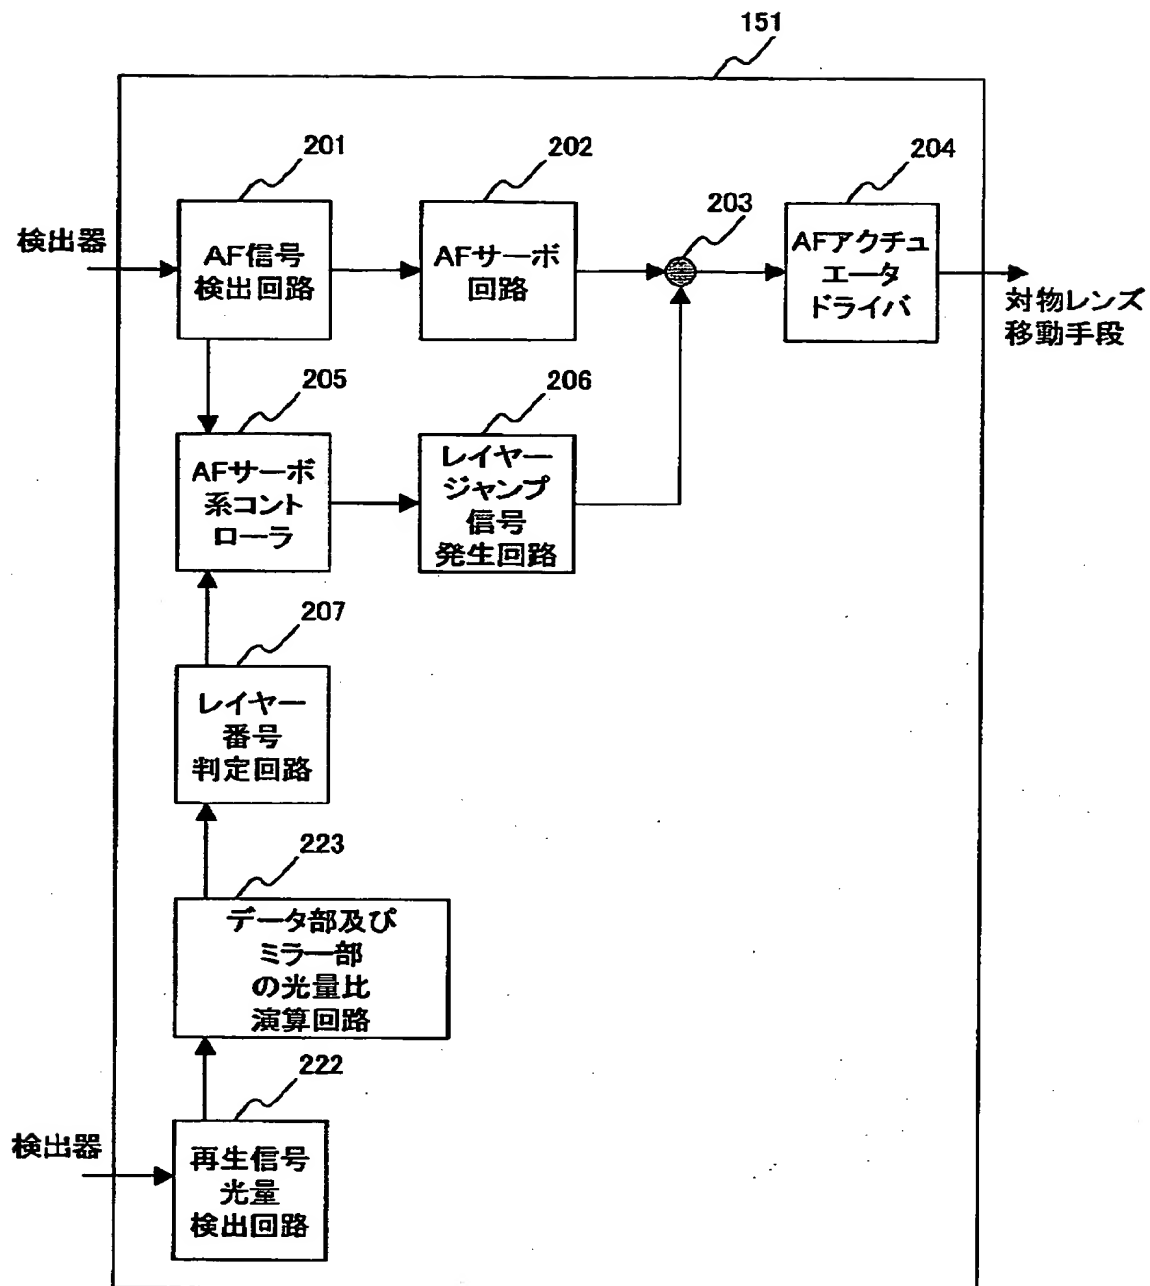 151
201
202
203
204
検出器
AF信号
検出回路
AFサーボ
回路
AFアクチュ
エータ
ドライバ
対物レンズ
移動手段
205
206
AFサーボ
系コント
ローラ
レイヤー
ジャンプ
信号
発生回路
207
レイヤー
番号
判定回路
223
データ部及び
ミラー部
の光量比
演算回路
222
検出器
再生信号
光量
検出回路